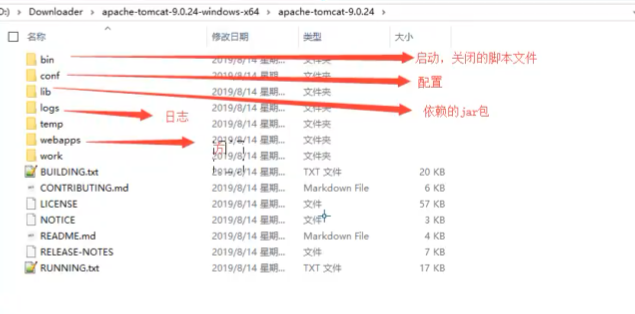 ) > Downloader > apache-tomcat-9.0.24-windows-x64 > apache-tomcat-9.0.24 >
名称 修改日期 类型 大小
bin 2019/8/14 星期... 文件夹 启动，关闭的脚本文件
conf 2019/8/14 星期... 文件夹 配置
lib 2019/8/14 星期... 文件夹 依赖的jar包
logs 日志 2019/8/14 星期... 文件夹
temp 2019/8/14 星期... 文件夹
webapps 2019/8/14 星期... 文件夹
work 2019/8/14 星期... 文件夹
BUILDING.txt 2019/8/14 星期... TXT 文件 20 KB
CONTRIBUTING.md 2019/8/14 星期... Markdown File 6 KB
LICENSE 2019/8/14 星期... 文件 57 KB
NOTICE 2019/8/14 星期... 文件 3 KB
README.md 2019/8/14 星期... Markdown File 4 KB
RELEASE-NOTES 2019/8/14 星期... 文件 7 KB
RUNNING.txt 2019/8/14 星期... TXT 文件 17 KB